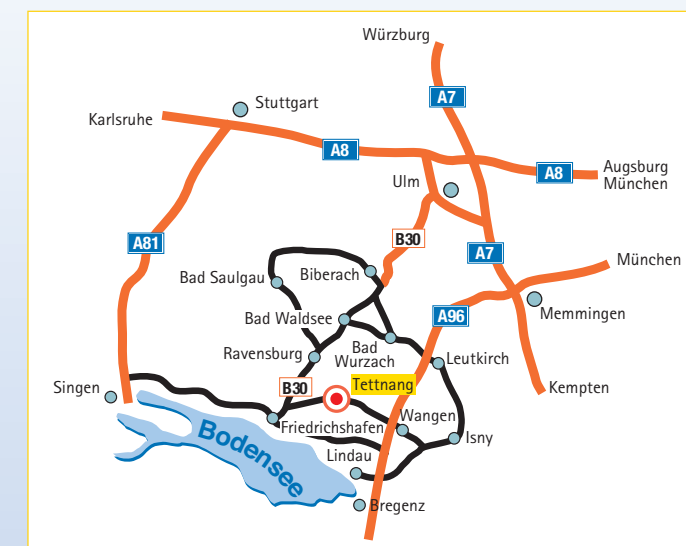 Würzburg
A7
Stuttgart
Karlsruhe
A8
Augsburg
München
A8
Ulm
A81
B30
A7
München
Bad Saulgau
Biberach
Memmingen
Bad Waldsee
A96
Ravensburg
Bad
Wurzach
Leutkirch
Singen
B30
Tettnang
Kempten
Friedrichshafen
Wangen
Isny
Bodensee
Lindau
Bregenz